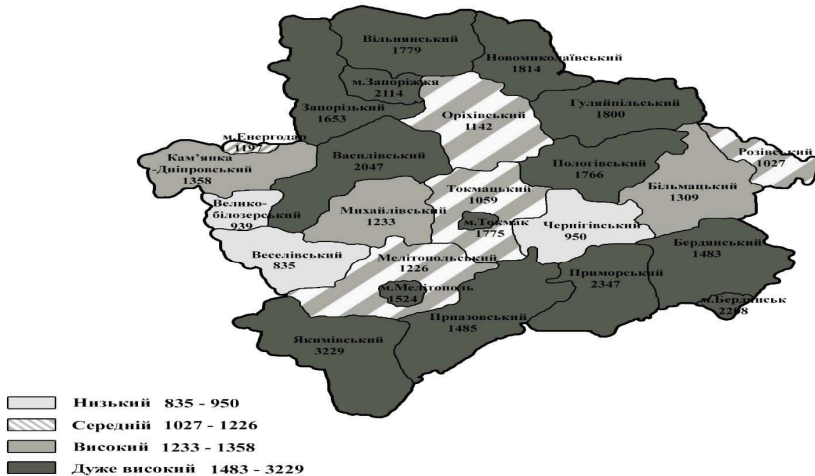 Вільнянський
1779
Новомиколаївський
1814
м.Запоріжжя
2114
Запорізький
1653
Гуляйпільський
1800
Оріхівський
1142
м.Енергодар
1197
Розівський
1027
Кам’янка
-Дніпровський
1358
Василівський
2047
Пологівський
1766
Більмацький
1309
Токмацький
1059
Велико-
білозерський
939
Михайлівський
1233
м.Токмак
1775
Чернігівський
950
Веселівський
835
Мелітопольський
1226
Бердянський
1483
Приморський
2347
м.Мелітополь
1524
м.Бердянськ
2268
Приазовський
1485
Якимівський
3229
Низький 835 - 950
Середній 1027 - 1226
Високий 1233 - 1358
Дуже високий 1483 - 3229